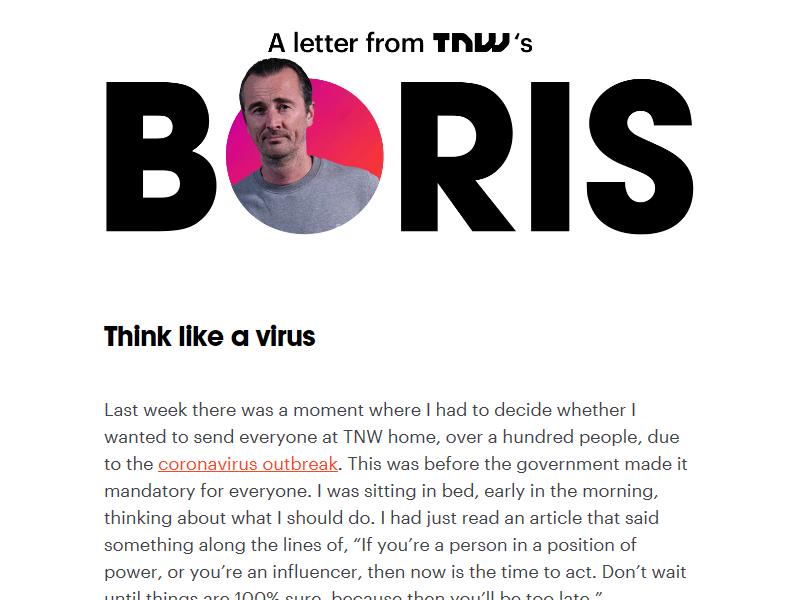 A letter from TNW's
BORIS
Think like a virus
Last week there was a moment where I had to decide whether I
wanted to send everyone at TNW home, over a hundred people, due
to the coronavirus outbreak. This was before the government made it
mandatory for everyone. I was sitting in bed, early in the morning,
thinking about what I should do. I had just read an article that said
something along the lines of, “If you’re a person in a position of
power, or you’re an influencer, then now is the time to act. Don’t wait
until things are 100% sure, because then you’ll be too late.”